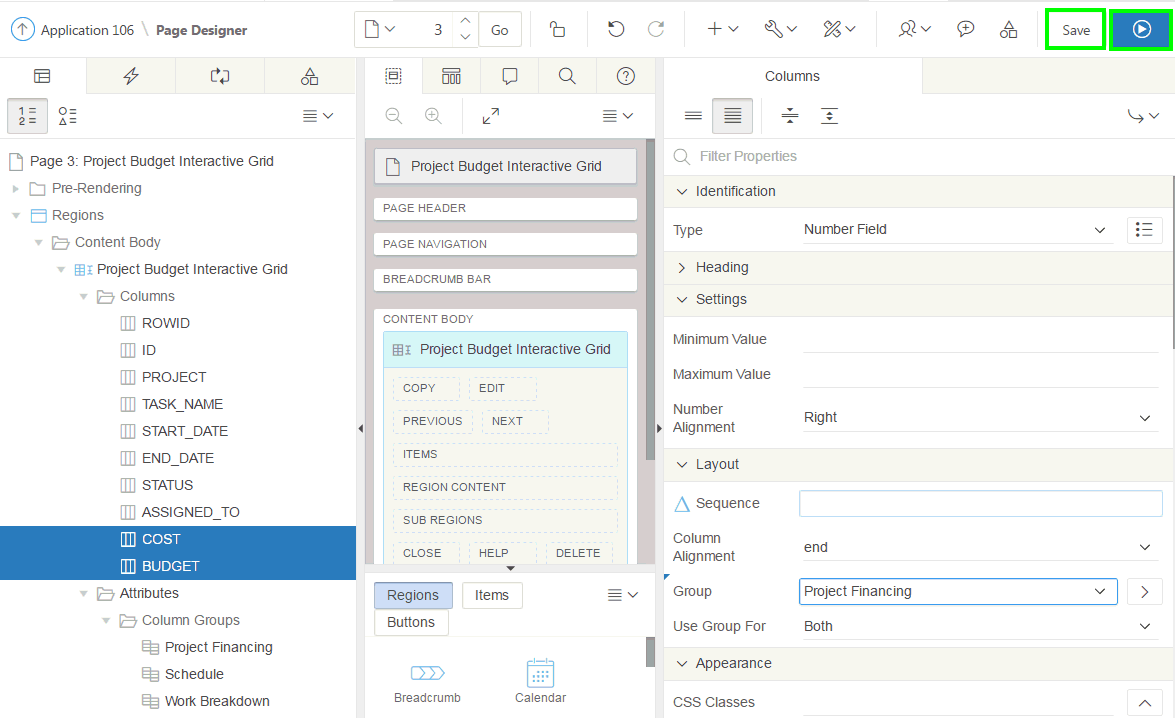 Application 106 \ Page Designer
3
Go
Save
Page 3: Project Budget Interactive Grid
Pre-Rendering
Regions
Content Body
Project Budget Interactive Grid
Columns
ROWID
ID
PROJECT
TASK_NAME
START_DATE
END_DATE
STATUS
ASSIGNED_TO
COST
BUDGET
Attributes
Column Groups
Project Financing
Schedule
Work Breakdown
Project Budget Interactive Grid
PAGE HEADER
PAGE NAVIGATION
BREADCRUMB BAR
CONTENT BODY
Project Budget Interactive Grid
COPY EDIT
PREVIOUS NEXT
ITEMS
REGION CONTENT
SUB REGIONS
CLOSE HELP DELETE
Regions Items
Buttons
Breadcrumb Calendar
Columns
Filter Properties
Identification
Type Number Field
Heading
Settings
Minimum Value
Maximum Value
Number
Alignment
Right
Layout
Sequence
Column
Alignment
end
Group Project Financing
Use Group For Both
Appearance
CSS Classes